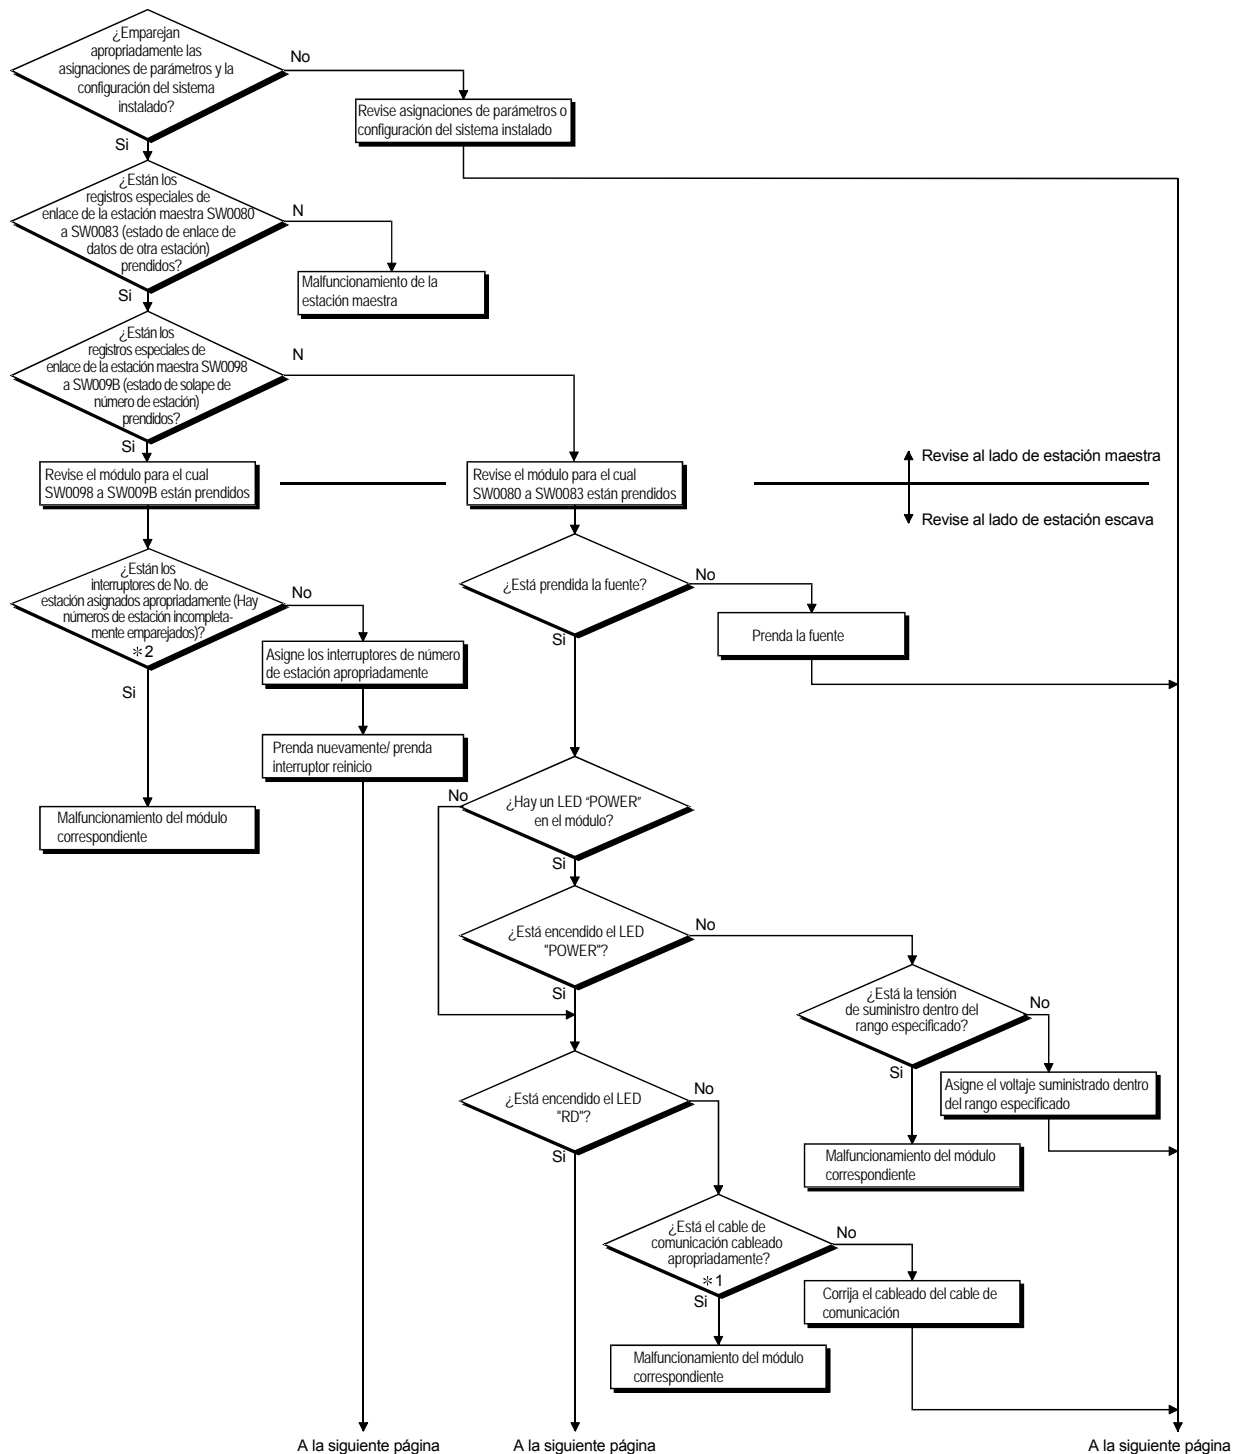 ¿Emparejan
apropriadamente las
asignaciones de parámetros y la
configuración del sistema
instalado?
No
Revise asignaciones de parámetros o
configuración del sistema instalado
Si
¿Están los
registros especiales de
enlace de la estación maestra SW0080
a SW0083 (estado de enlace de
datos de otra estación)
prendidos?
N
Malfuncionamiento de la
estación maestra
Si
¿Están los
registros especiales de
enlace de la estación maestra SW0098
a SW009B (estado de solape de
número de estación)
prendidos?
N
Si
Revise el módulo para el cual
SW0098 a SW009B están prendidos
Revise el módulo para el cual
SW0080 a SW0083 están prendidos
Revise al lado de estación maestra
Revise al lado de estación escava
¿Están los
interruptores de No. de
estación asignados apropriadamente (Hay
números de estación incompleta-
mente emparejados)?
＊2
No
Si
Asigne los interruptores de número
de estación apropriadamente
Prenda nuevamente/ prenda
interruptor reinicio
Malfuncionamiento del módulo
correspondiente
¿Está prendida la fuente?
No
Si
Prenda la fuente
No
¿Hay un LED “POWER”
en el módulo?
Si
¿Está encendido el LED
"POWER"?
No
Si
¿Está la tensión
de suministro dentro del
rango especificado?
No
Si
Asigne el voltaje suministrado dentro
del rango especificado
Malfuncionamiento del módulo
correspondiente
¿Está encendido el LED
"RD"?
No
Si
¿Está el cable de
comunicación cableado
apropriadamente?
＊1
No
Si
Corrija el cableado del cable de
comunicación
Malfuncionamiento del módulo
correspondiente
A la siguiente página
A la siguiente página
A la siguiente página